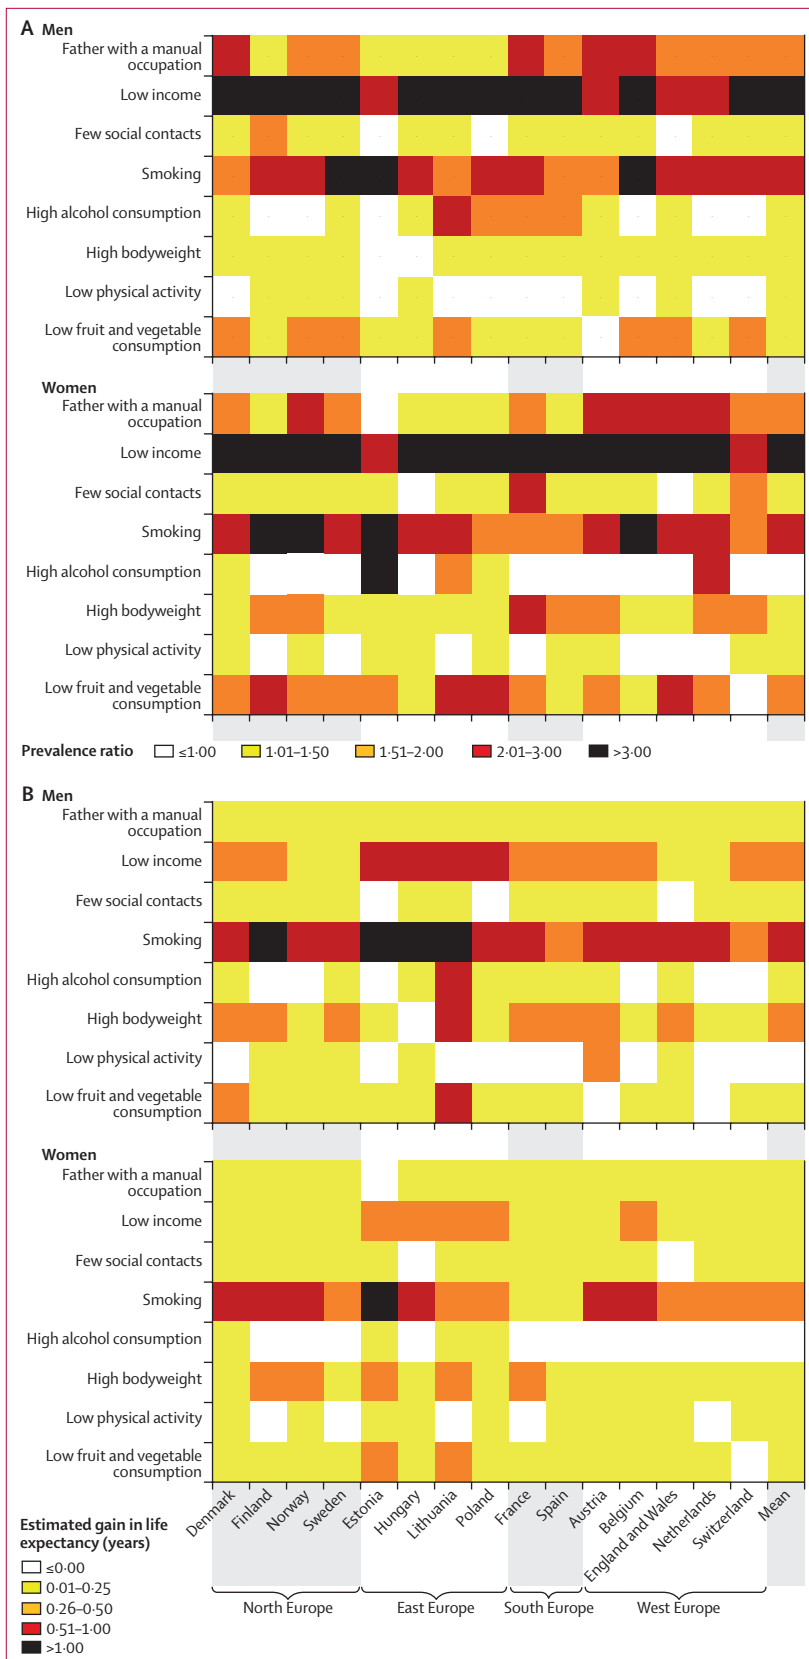 A Men
Father with a manual
occupation
Low income
Few social contacts
Smoking
High alcohol consumption
High bodyweight
Low physical activity
Low fruit and vegetable
consumption
Women
Father with a manual
occupation
Low income
Few social contacts
Smoking
High alcohol consumption
High bodyweight
Low physical activity
Low fruit and vegetable
consumption
Prevalence ratio ≤1·00 1·01–1·50 1·51–2·00 2·01–3·00 >3·00
B Men
Father with a manual
occupation
Low income
Few social contacts
Smoking
High alcohol consumption
High bodyweight
Low physical activity
Low fruit and vegetable
consumption
Women
Father with a manual
occupation
Low income
Few social contacts
Smoking
High alcohol consumption
High bodyweight
Low physical activity
Low fruit and vegetable
consumption
Denmark
Finland
Norway
Sweden
Estonia
Hungary
Lithuania
Poland
France
Spain
Austria
Belgium
England and Wales
Netherlands
Switzerland
Mean
North Europe East Europe South Europe West Europe
Estimated gain in life
expectancy (years)
≤0·00
0·01–0·25
0·26–0·50
0·51–1·00
>1·00